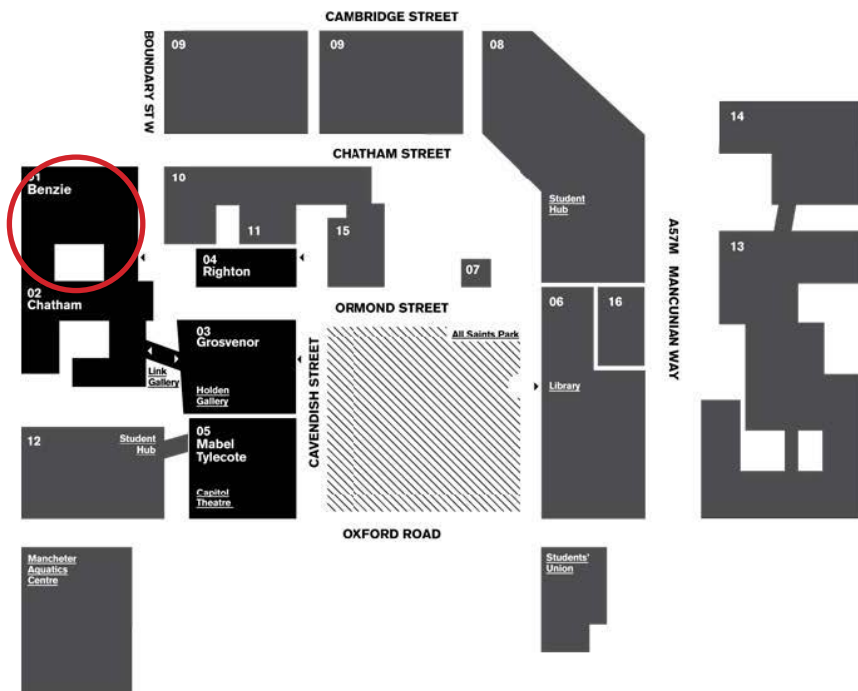 CAMBRIDGE STREET
BOUNDARY ST W
09
09
08
14
CHATHAM STREET
01
Benzie
10
Student
Hub
11
15
04
Righton
07
A57M MANCUNIAN WAY
13
02
Chatham
ORMOND STREET
06
16
03
Grosvenor
All Saints Park
Link
Gallery
Holden
Gallery
CAVENDISH STREET
Library
12
Student
Hub
05
Mabel
Tylecote
Capitol
Theatre
OXFORD ROAD
Mancheter
Aquatics
Centre
Students'
Union